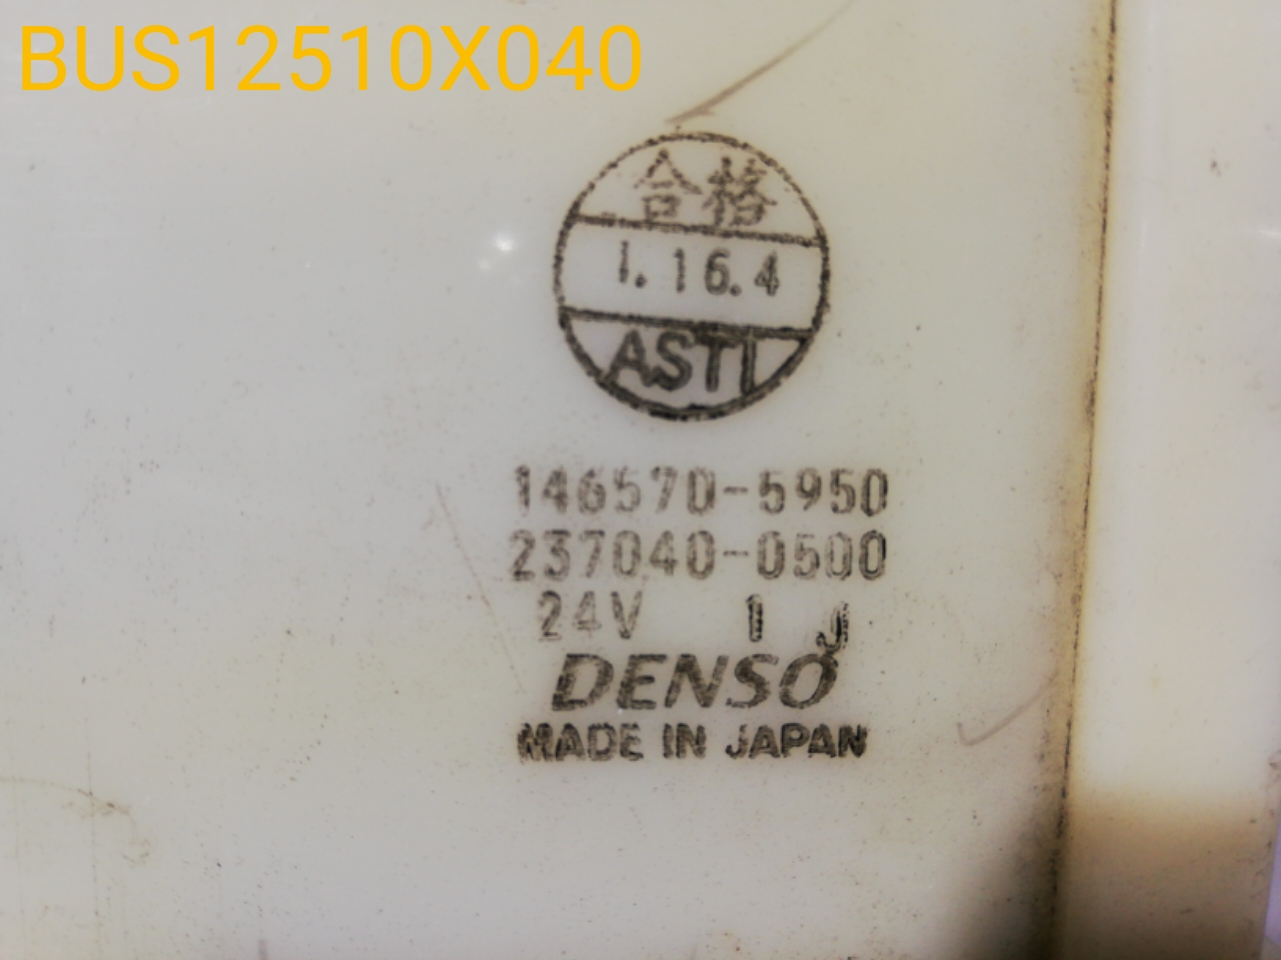 BUS12510X040
合格
1.16.4
ASTI
146570-5950
237040-0500
24V 1 J
DENSO
MADE IN JAPAN